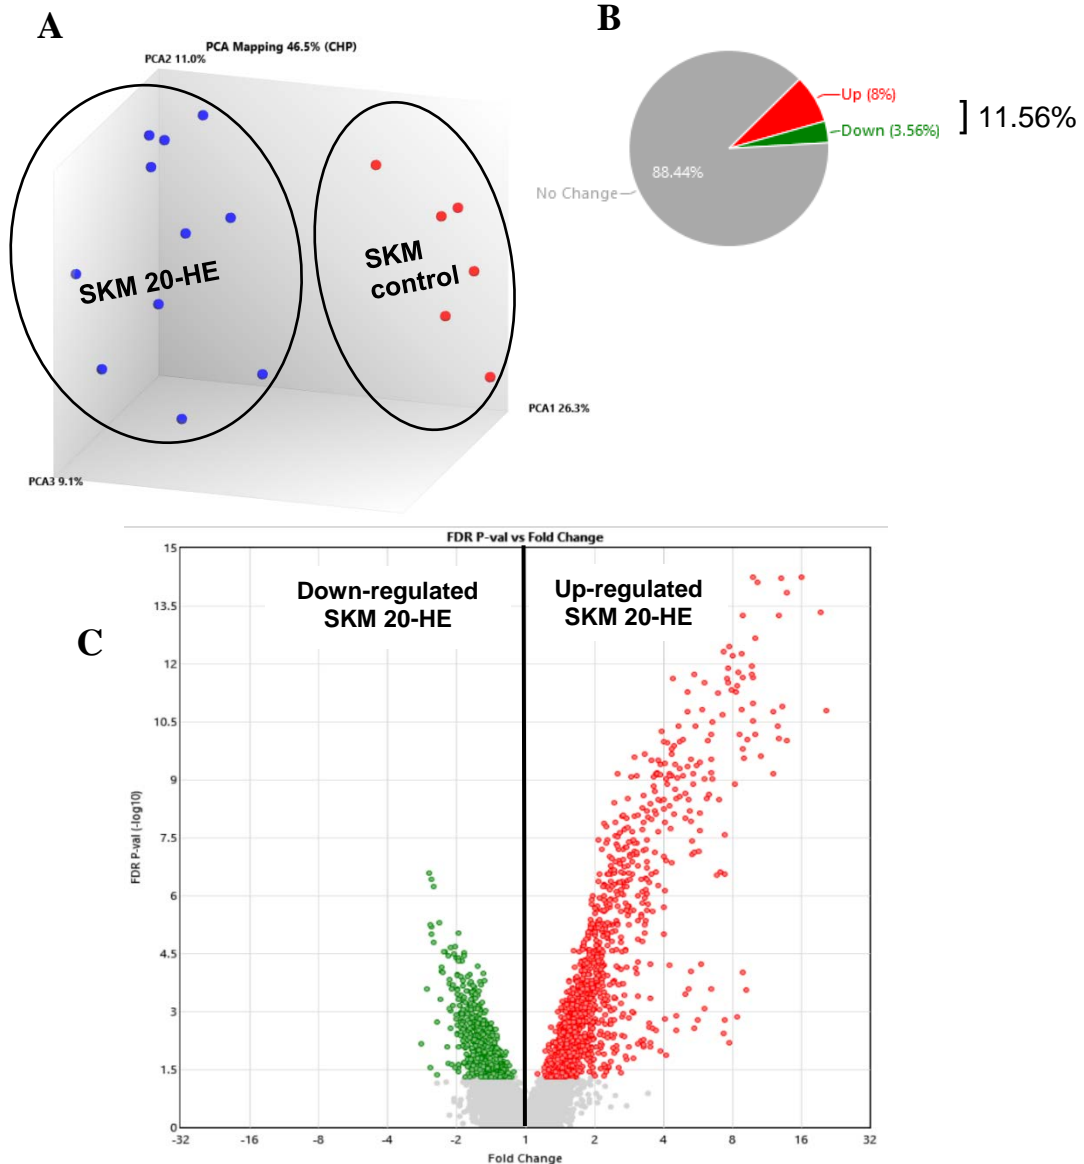 A
PCA Mapping 46.5% (CHP)
PCA2 11.0%
SKM 20-HE
SKM
control
PCA1 26.3%
PCA3 9.1%
B
Up (8%)
Down (3.56%)
] 11.56%
88.44%
No Change
C
FDR P-val vs Fold Change
Down-regulated
SKM 20-HE
Up-regulated
SKM 20-HE
FDR P-val (-log10)
15
13.5
12
10.5
9
7.5
6
4.5
3
1.5
0
-32 -16 -8 -4 -2 1 2 4 8 16 32
Fold Change